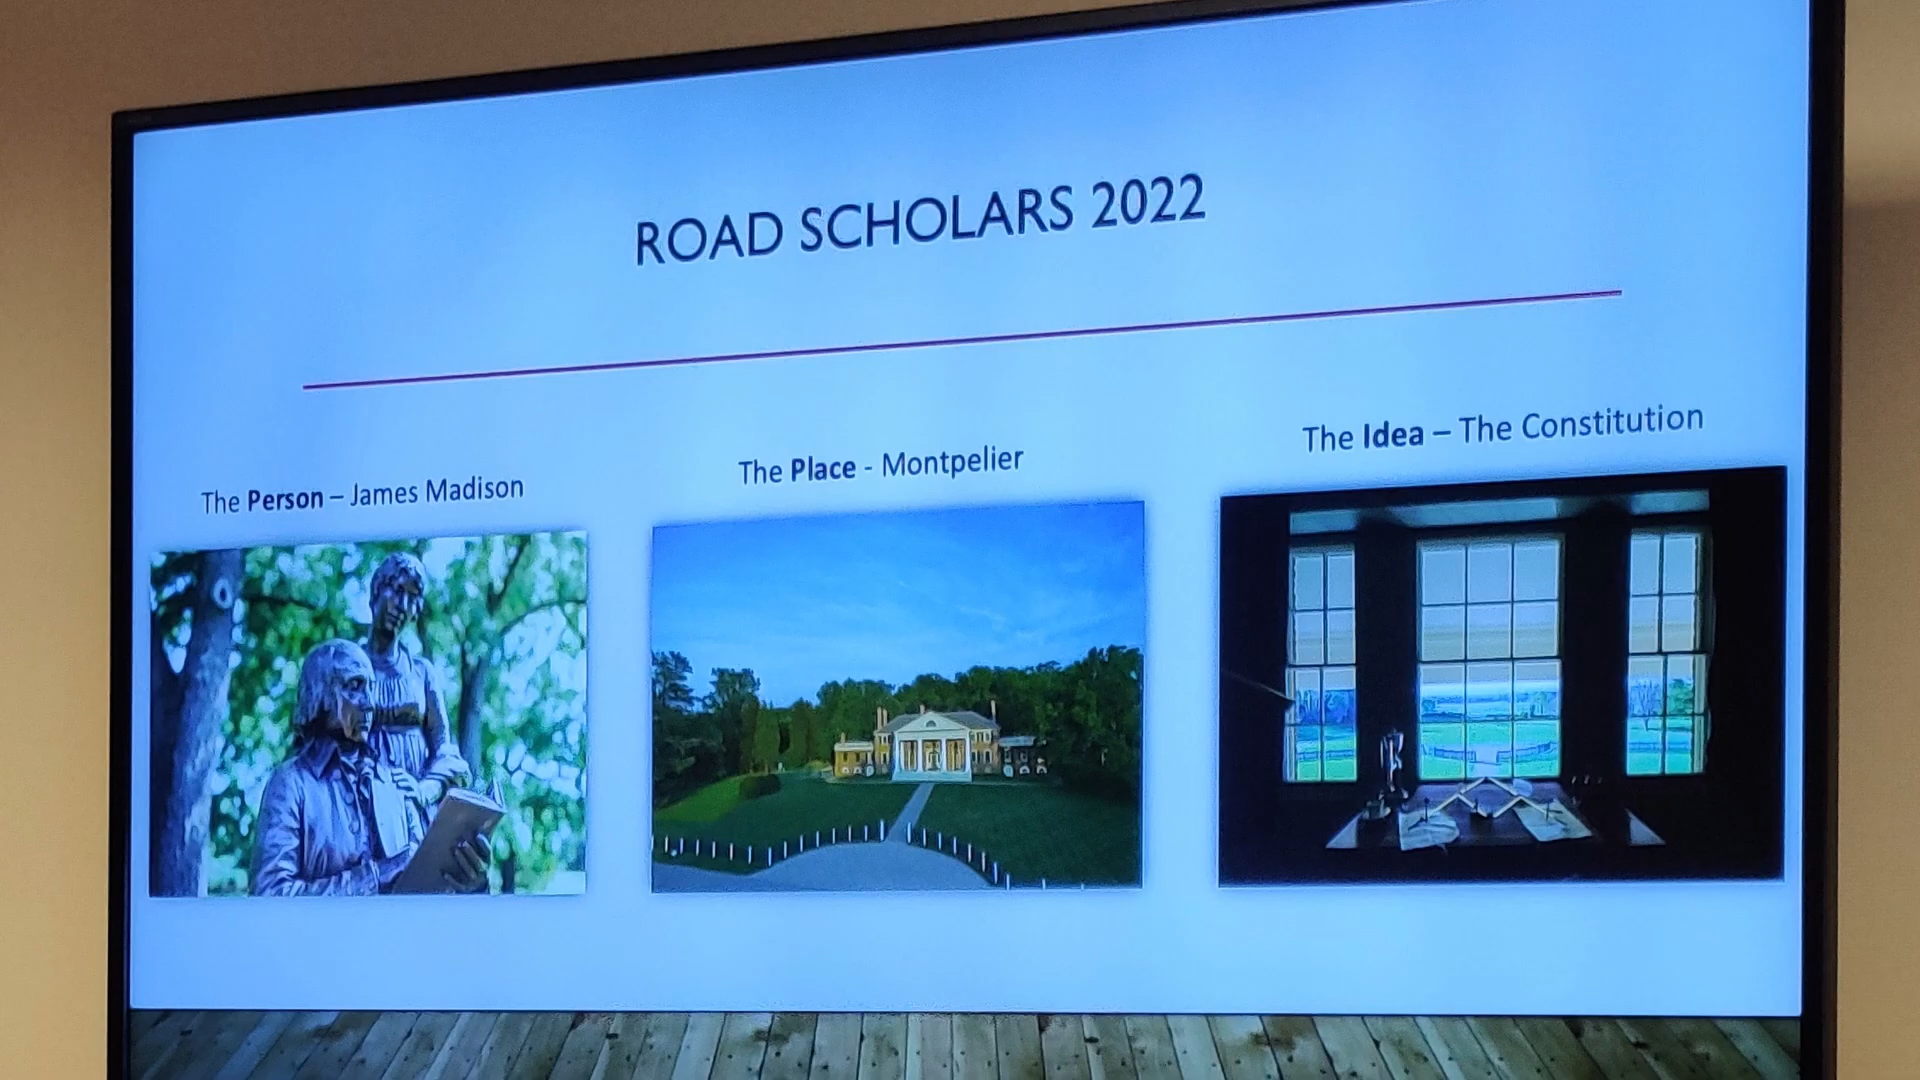 ROAD SCHOLARS 2022
The Person – James Madison
The Place - Montpelier
The Idea – The Constitution